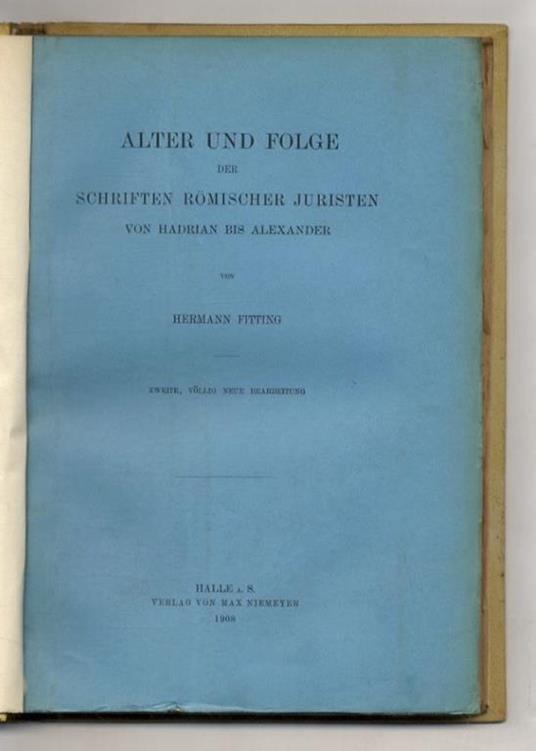 ALTER UND FOLGE
DER
SCHRIFTEN RÖMISCHER JURISTEN
VON HADRIAN BIS ALEXANDER
VON
HERMANN FITTING
ZWEITE, VÖLLIG NEUE BEARBEITUNG
HALLE A. S.
VERLAG VON MAX NIEMEYER
1908